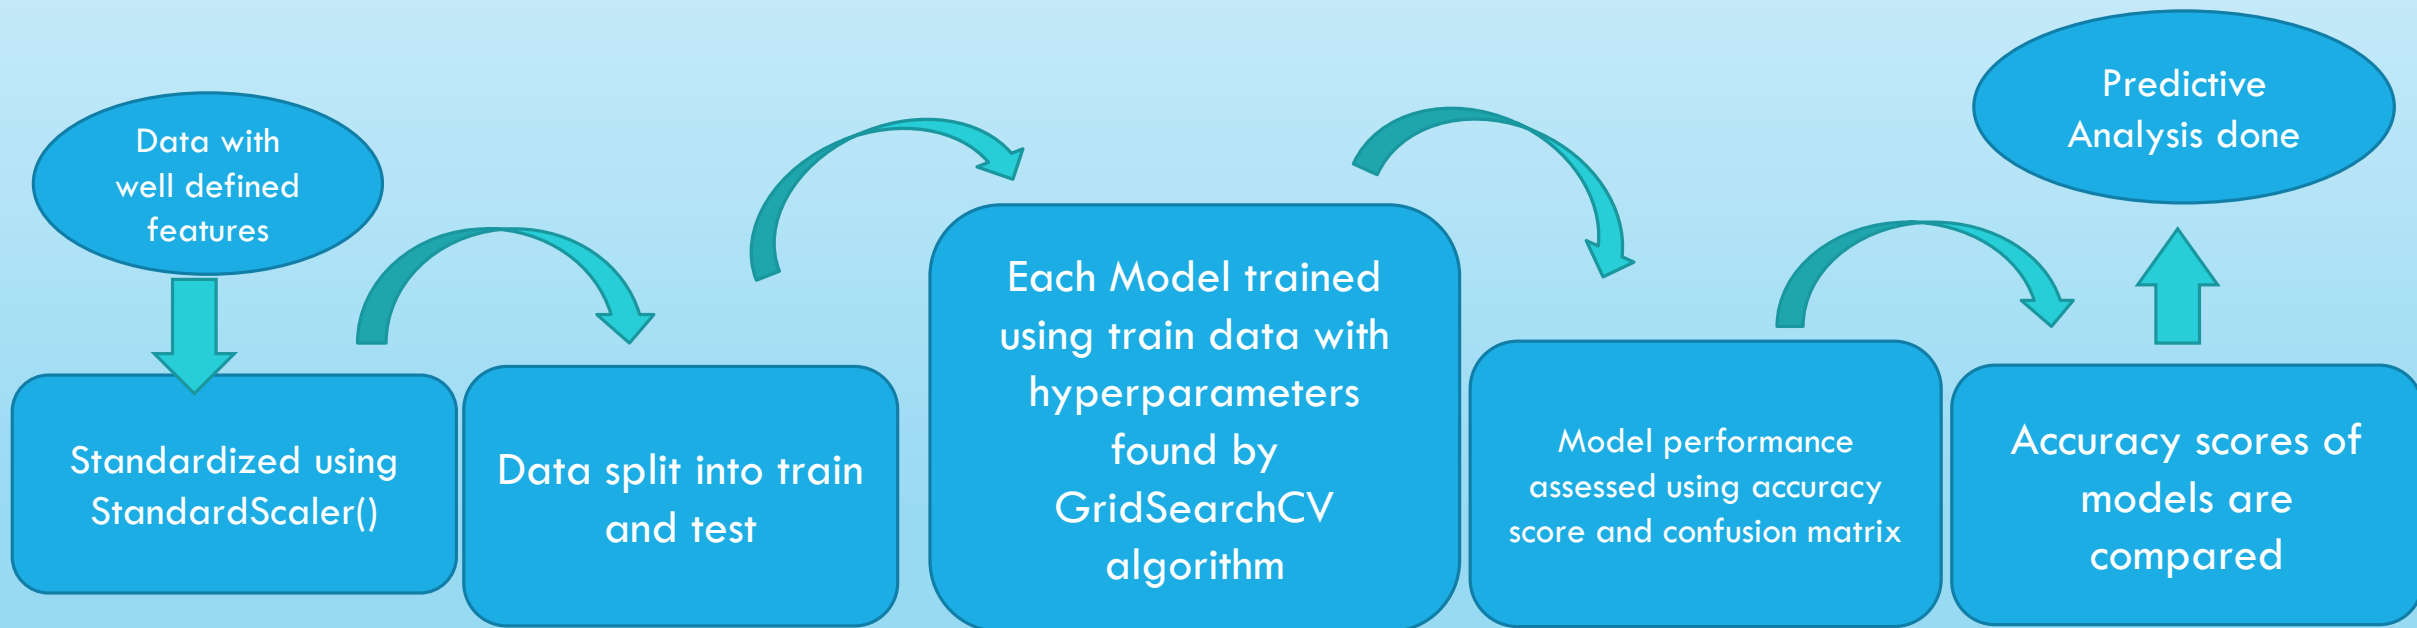 Data with
well defined
features
Standardized using
StandardScaler()
Data split into train
and test
Each Model trained
using train data with
hyperparameters
found by
GridSearchCV
algorithm
Model performance
assessed using accuracy
score and confusion matrix
Accuracy scores of
models are
compared
Predictive
Analysis done